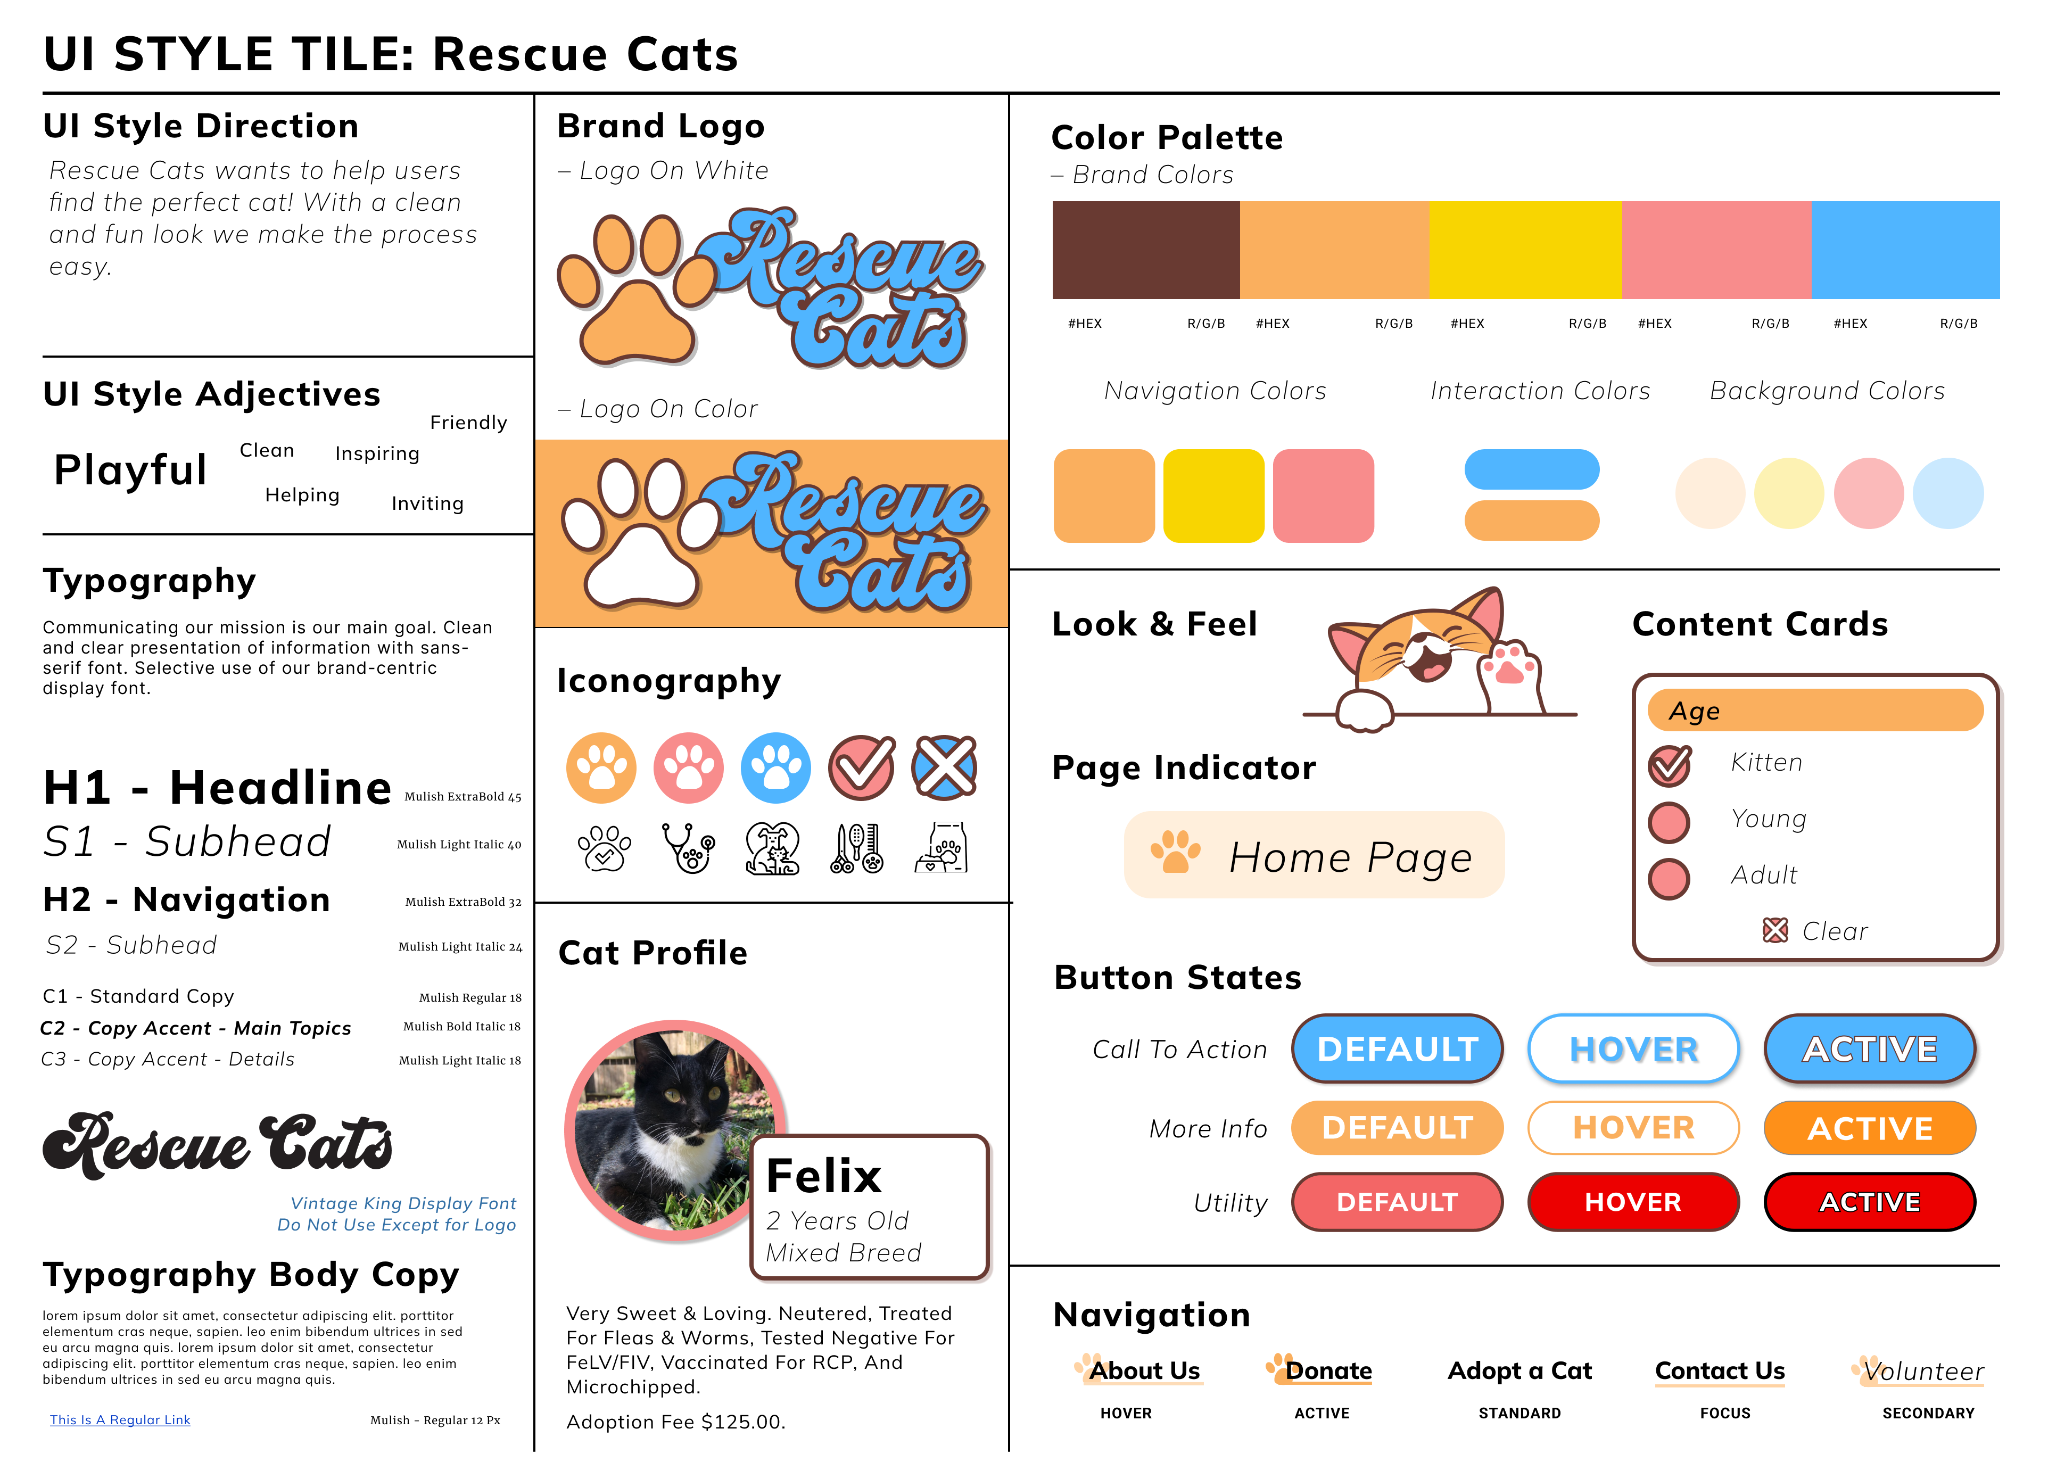 UI STYLE TILE: Rescue Cats
UI Style Direction
Rescue Cats wants to help users
find the perfect cat! With a clean
and fun look we make the process
easy.
UI Style Adjectives
Friendly
Clean
Inspiring
Playful
Helping
Inviting
Typography
Communicating our mission is our main goal. Clean
and clear presentation of information with sans-
serif font. Selective use of our brand-centric
display font.
H1 - Headline Mulish ExtraBold 45
S1 - Subhead Mulish Light Italic 40
H2 - Navigation Mulish ExtraBold 32
S2 - Subhead Mulish Light Italic 24
C1 - Standard Copy Mulish Regular 18
C2 - Copy Accent - Main Topics Mulish Bold Italic 18
C3 - Copy Accent - Details Mulish Light Italic 18
Rescue Cats
Vintage King Display Font
Do Not Use Except for Logo
Typography Body Copy
lorem ipsum dolor sit amet, consectetur adipiscing elit. porttitor
elementum cras neque, sapien. leo enim bibendum ultrices in sed
eu arcu magna quis. lorem ipsum dolor sit amet, consectetur
adipiscing elit. porttitor elementum cras neque, sapien. leo enim
bibendum ultrices in sed eu arcu magna quis.
This Is A Regular Link Mulish - Regular 12 Px
Brand Logo
– Logo On White
Rescue
Cats
– Logo On Color
Rescue
Cats
Iconography
Cat Profile
Felix
2 Years Old
Mixed Breed
Very Sweet & Loving. Neutered, Treated
For Fleas & Worms, Tested Negative For
FeLV/FIV, Vaccinated For RCP, And
Microchipped.
Adoption Fee $125.00.
Color Palette
– Brand Colors
#HEX R/G/B #HEX R/G/B #HEX R/G/B #HEX R/G/B #HEX R/G/B
Navigation Colors Interaction Colors Background Colors
Look & Feel
Page Indicator
Home Page
Content Cards
Age
Kitten
Young
Adult
Clear
Button States
Call To Action DEFAULT HOVER ACTIVE
More Info DEFAULT HOVER ACTIVE
Utility DEFAULT HOVER ACTIVE
Navigation
About Us Donate Adopt a Cat Contact Us Volunteer
HOVER ACTIVE STANDARD FOCUS SECONDARY